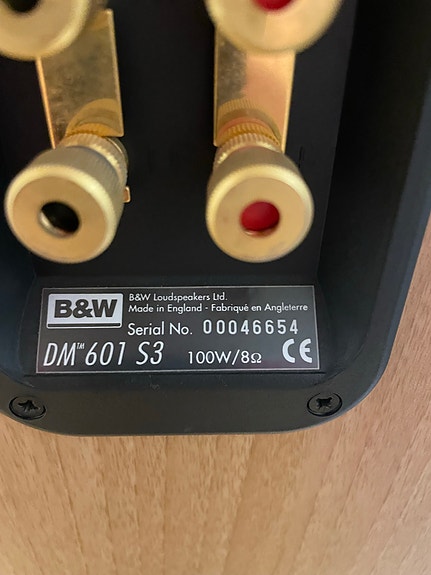 B&W
B&W Loudspeakers Ltd.
Made in England - Fabriqué en Angleterre
Serial No. 00046654
DM™601 S3 100W/8Ω CE